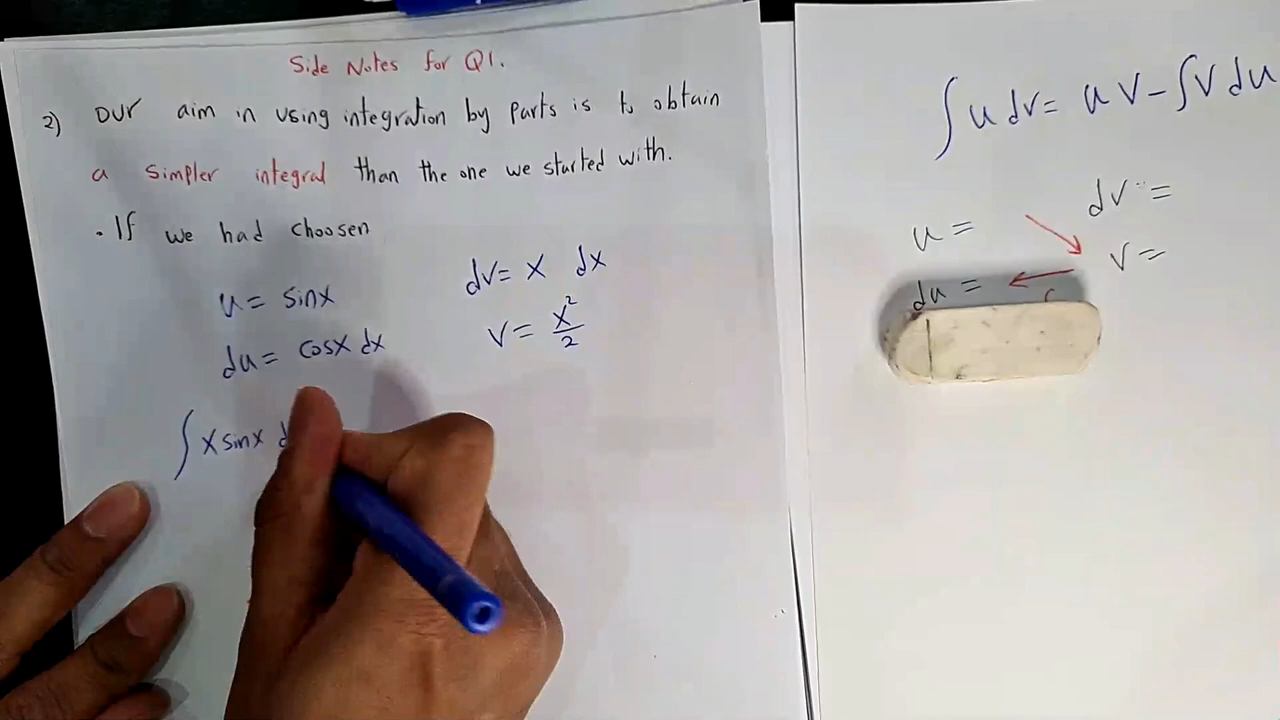 Side Notes for Q1.
2) Our aim in using integration by Parts is to obtain
a simpler integral than the one we started with.
. If we had choosen
u = sinx dv = x dx
du = cosx dx v = x²/2
∫ x sinx d
∫ u dv = u v - ∫ v du
u = dv =
du = v =